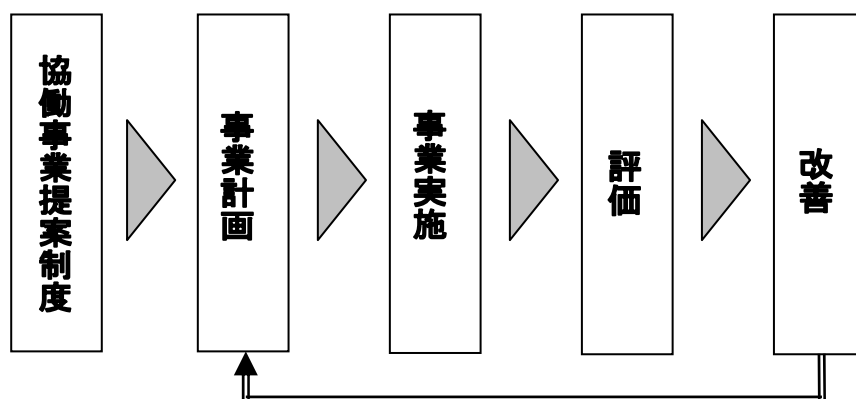 協働事業提案制度
事業計画
事業実施
評価
改善